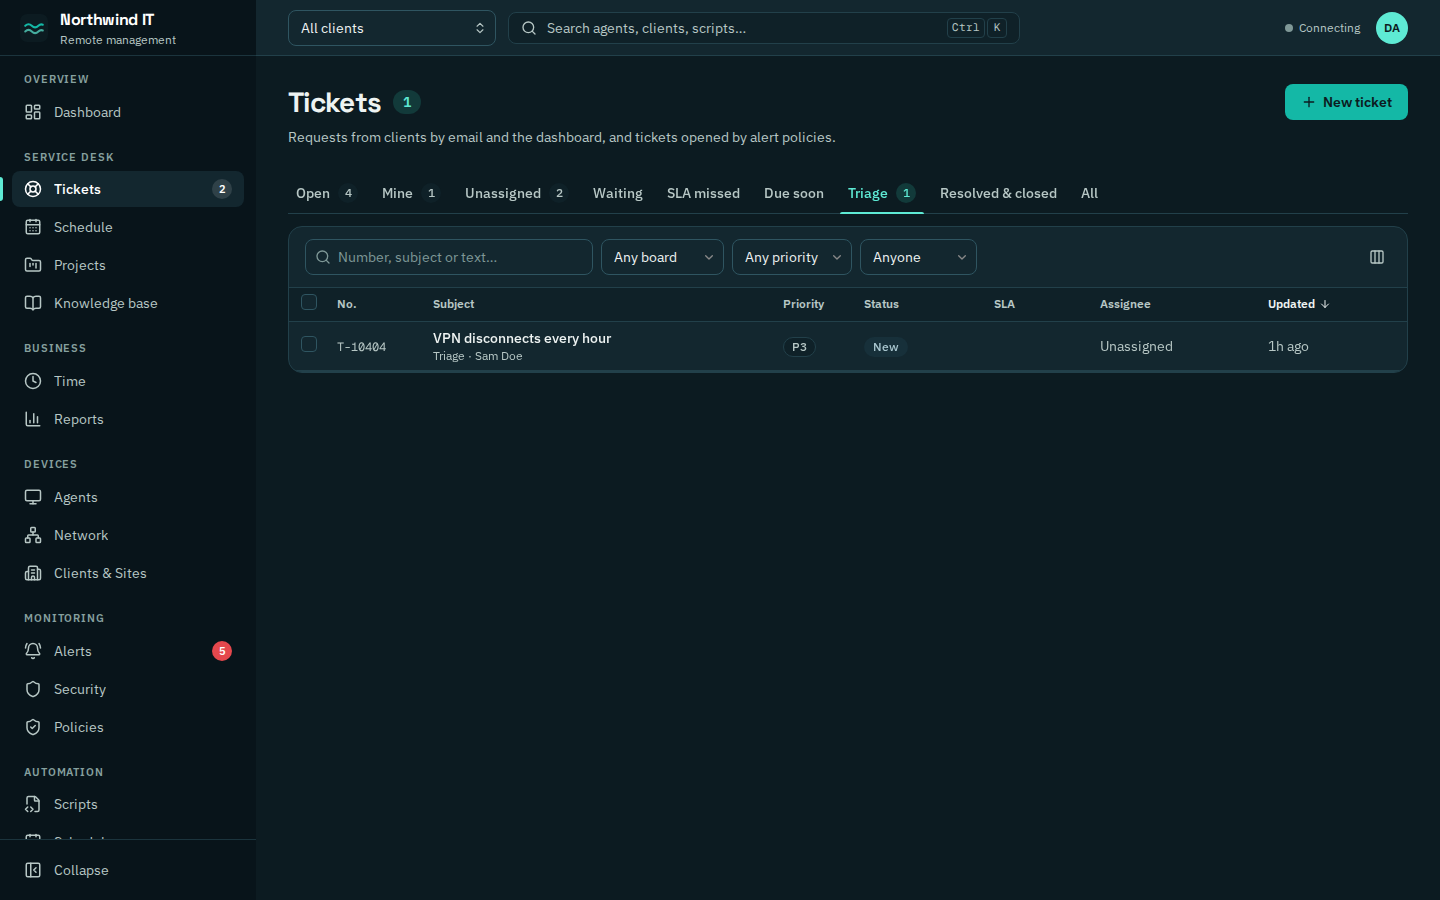 Northwind IT
Remote management
All clients
Search agents, clients, scripts...
Ctrl K
Connecting
DA
OVERVIEW
Dashboard
SERVICE DESK
Tickets 2
Schedule
Projects
Knowledge base
BUSINESS
Time
Reports
DEVICES
Agents
Network
Clients & Sites
MONITORING
Alerts 5
Security
Policies
AUTOMATION
Scripts
Collapse
Tickets 1
New ticket
Requests from clients by email and the dashboard, and tickets opened by alert policies.
Open 4 Mine 1 Unassigned 2 Waiting SLA missed Due soon Triage 1 Resolved & closed All
Number, subject or text... Any board Any priority Anyone
No. Subject Priority Status SLA Assignee Updated
T-10404 VPN disconnects every hour P3 New Unassigned 1h ago
Triage · Sam Doe